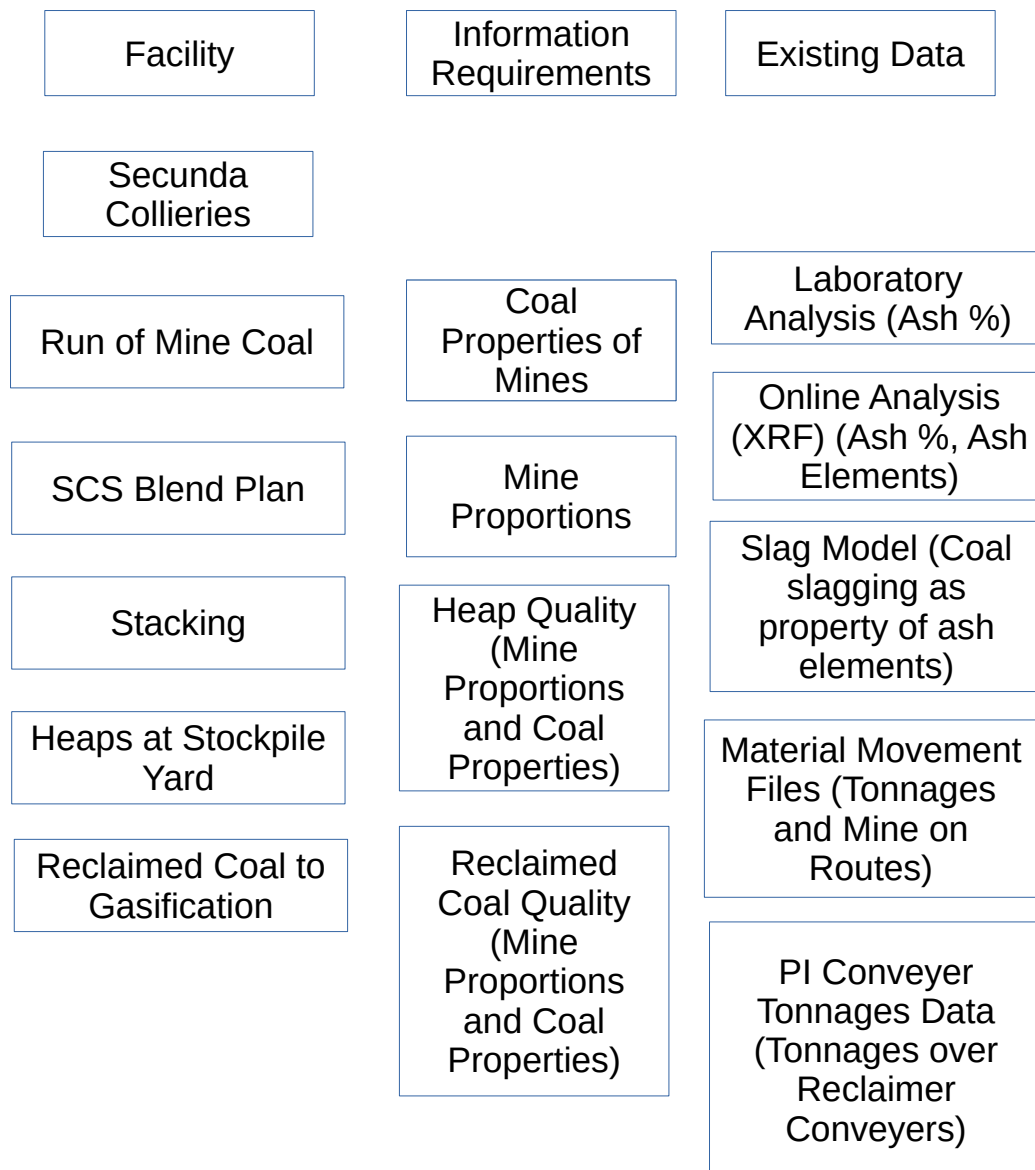 Facility
Information
Requirements
Existing Data
Secunda
Collieries
Run of Mine Coal
SCS Blend Plan
Stacking
Heaps at Stockpile
Yard
Reclaimed Coal to
Gasification
Coal
Properties of
Mines
Mine
Proportions
Heap Quality
(Mine
Proportions
and Coal
Properties)
Reclaimed
Coal Quality
(Mine
Proportions
and Coal
Properties)
Laboratory
Analysis (Ash %)
Online Analysis
(XRF) (Ash %, Ash
Elements)
Slag Model (Coal
slagging as
property of ash
elements)
Material Movement
Files (Tonnages
and Mine on
Routes)
PI Conveyer
Tonnages Data
(Tonnages over
Reclaimer
Conveyers)